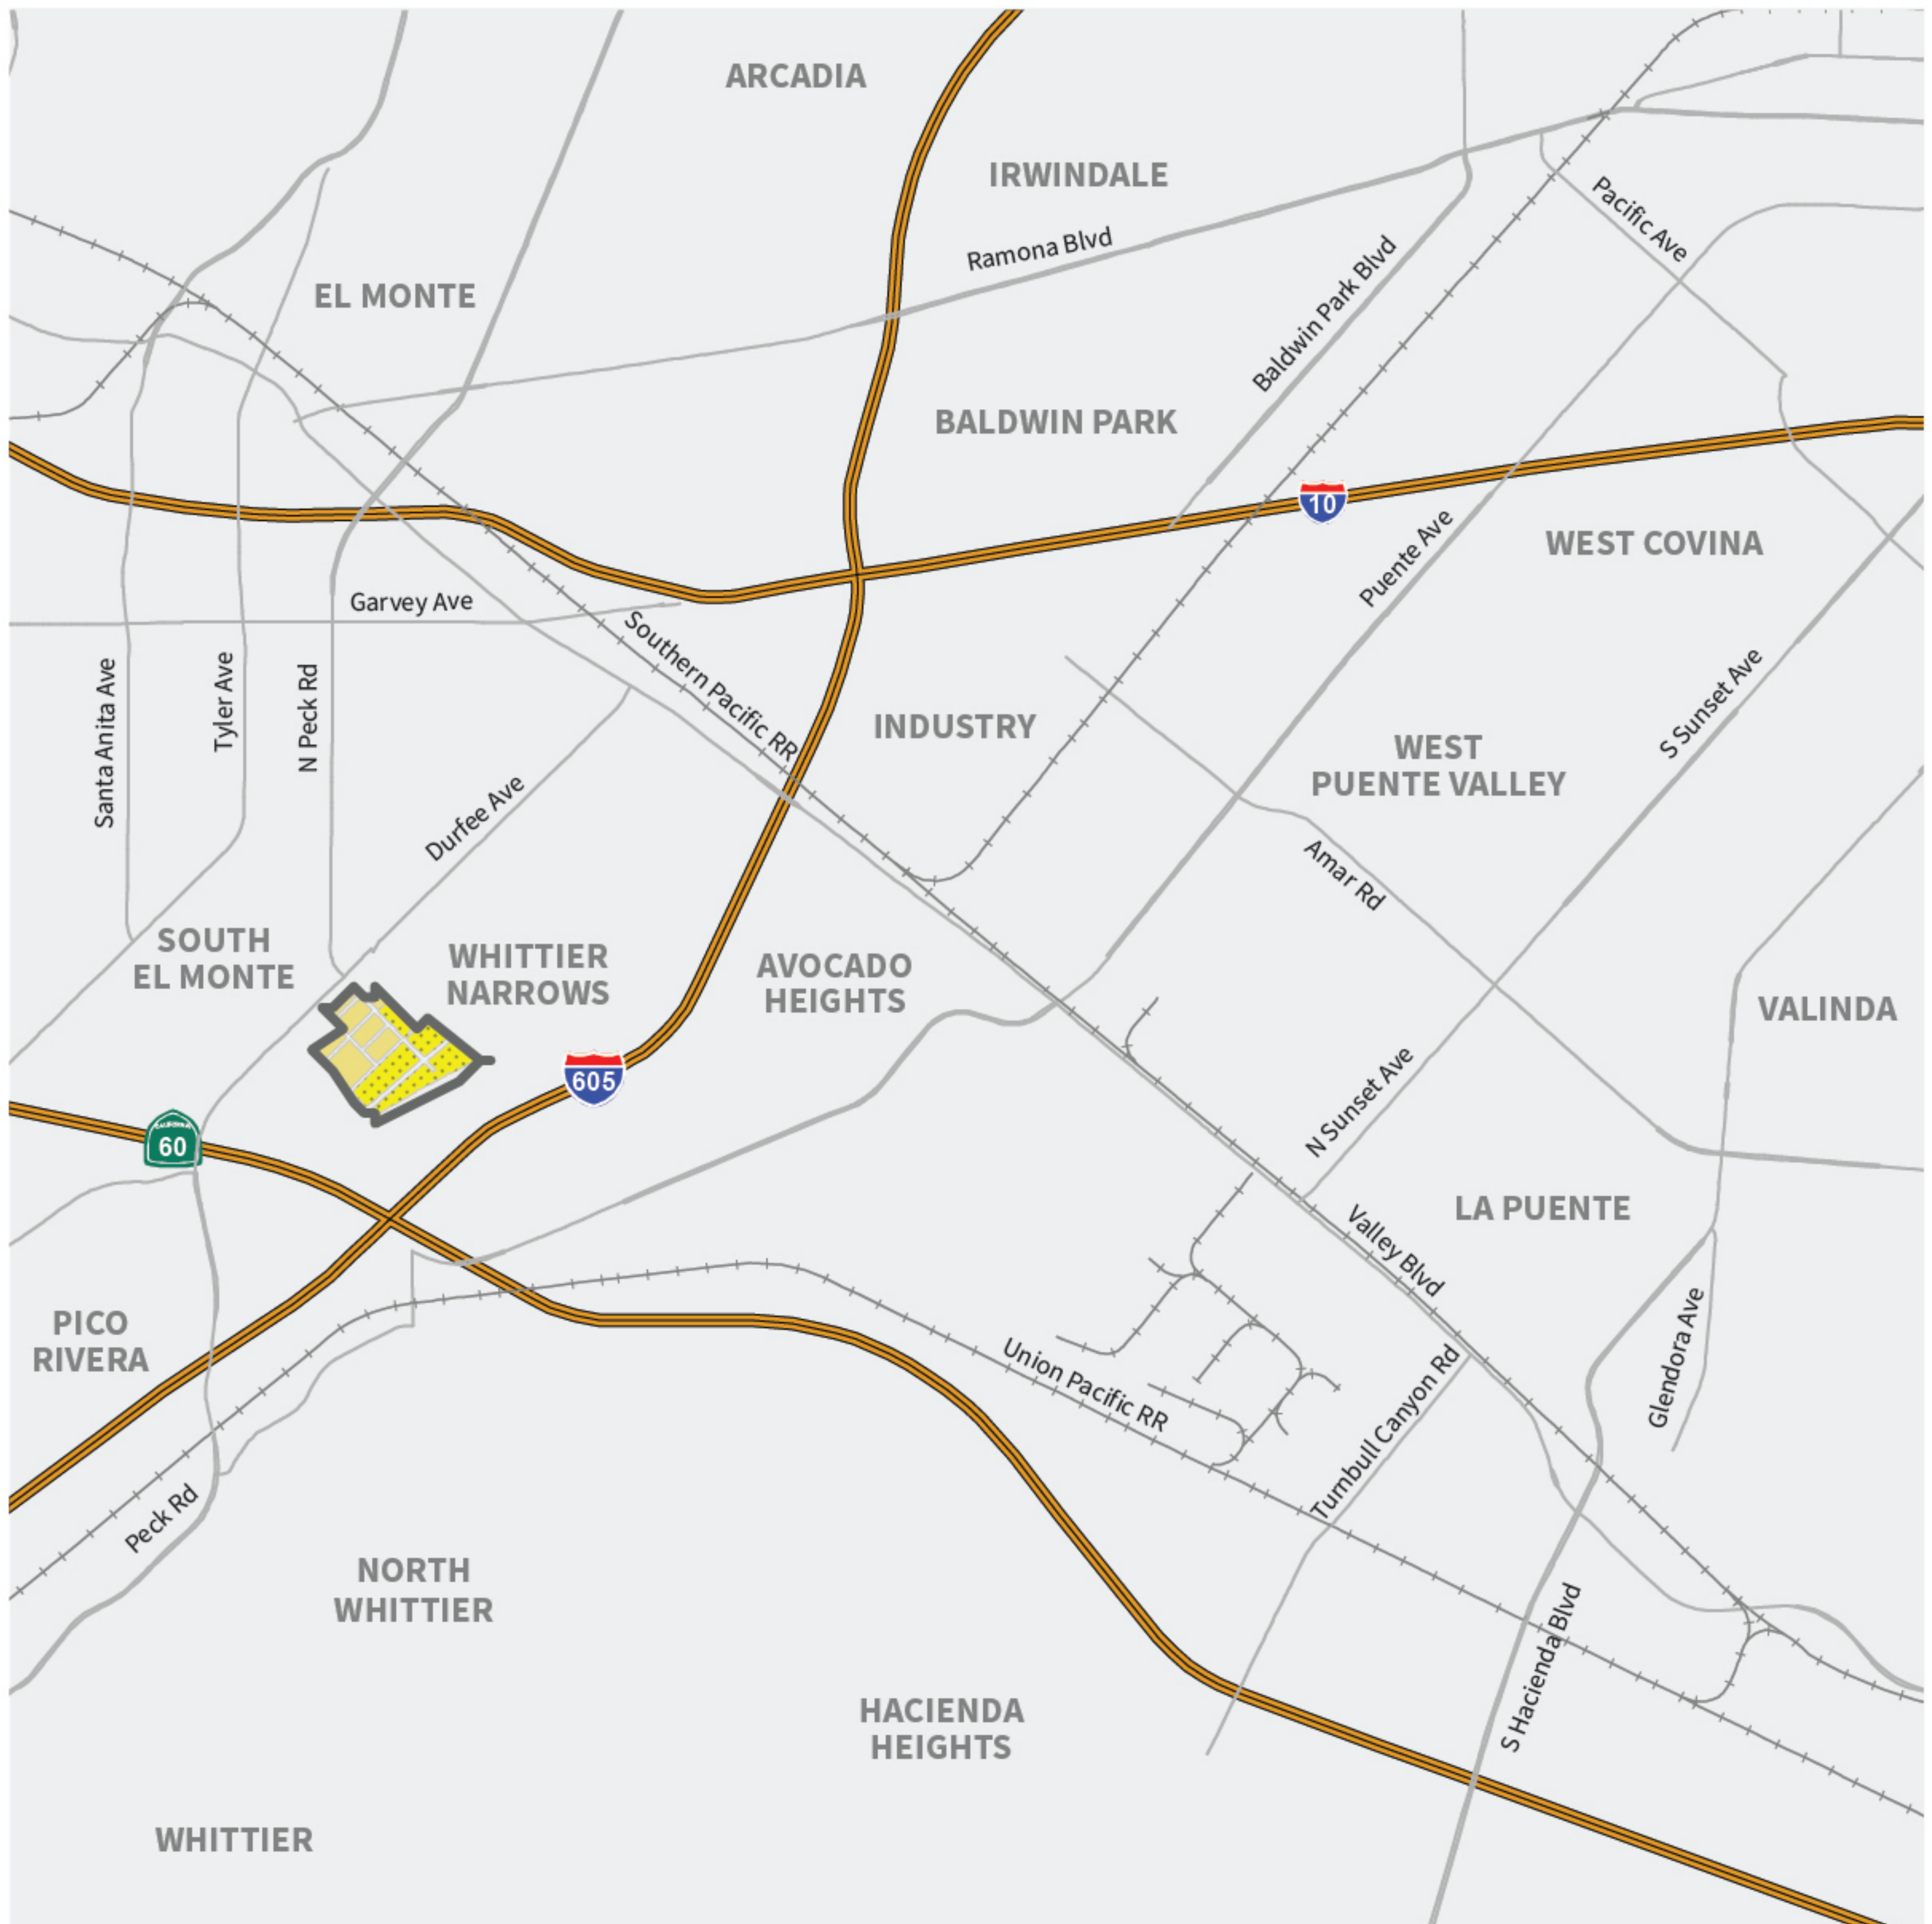 ARCADIA
IRWINDALE
Pacific Ave
Ramona Blvd
EL MONTE
Baldwin Park Blvd
BALDWIN PARK
10
WEST COVINA
Puente Ave
Garvey Ave
Southern Pacific RR
Santa Anita Ave
Tyler Ave
N Peck Rd
S Sunset Ave
INDUSTRY
WEST
PUENTE VALLEY
Durfee Ave
Amar Rd
SOUTH
EL MONTE
WHITTIER
NARROWS
AVOCADO
HEIGHTS
VALINDA
605
N Sunset Ave
CALIFORNIA
60
LA PUENTE
Valley Blvd
PICO
RIVERA
Union Pacific RR
Turnbull Canyon Rd
Glendora Ave
Peck Rd
NORTH
WHITTIER
S Hacienda Blvd
HACIENDA
HEIGHTS
WHITTIER